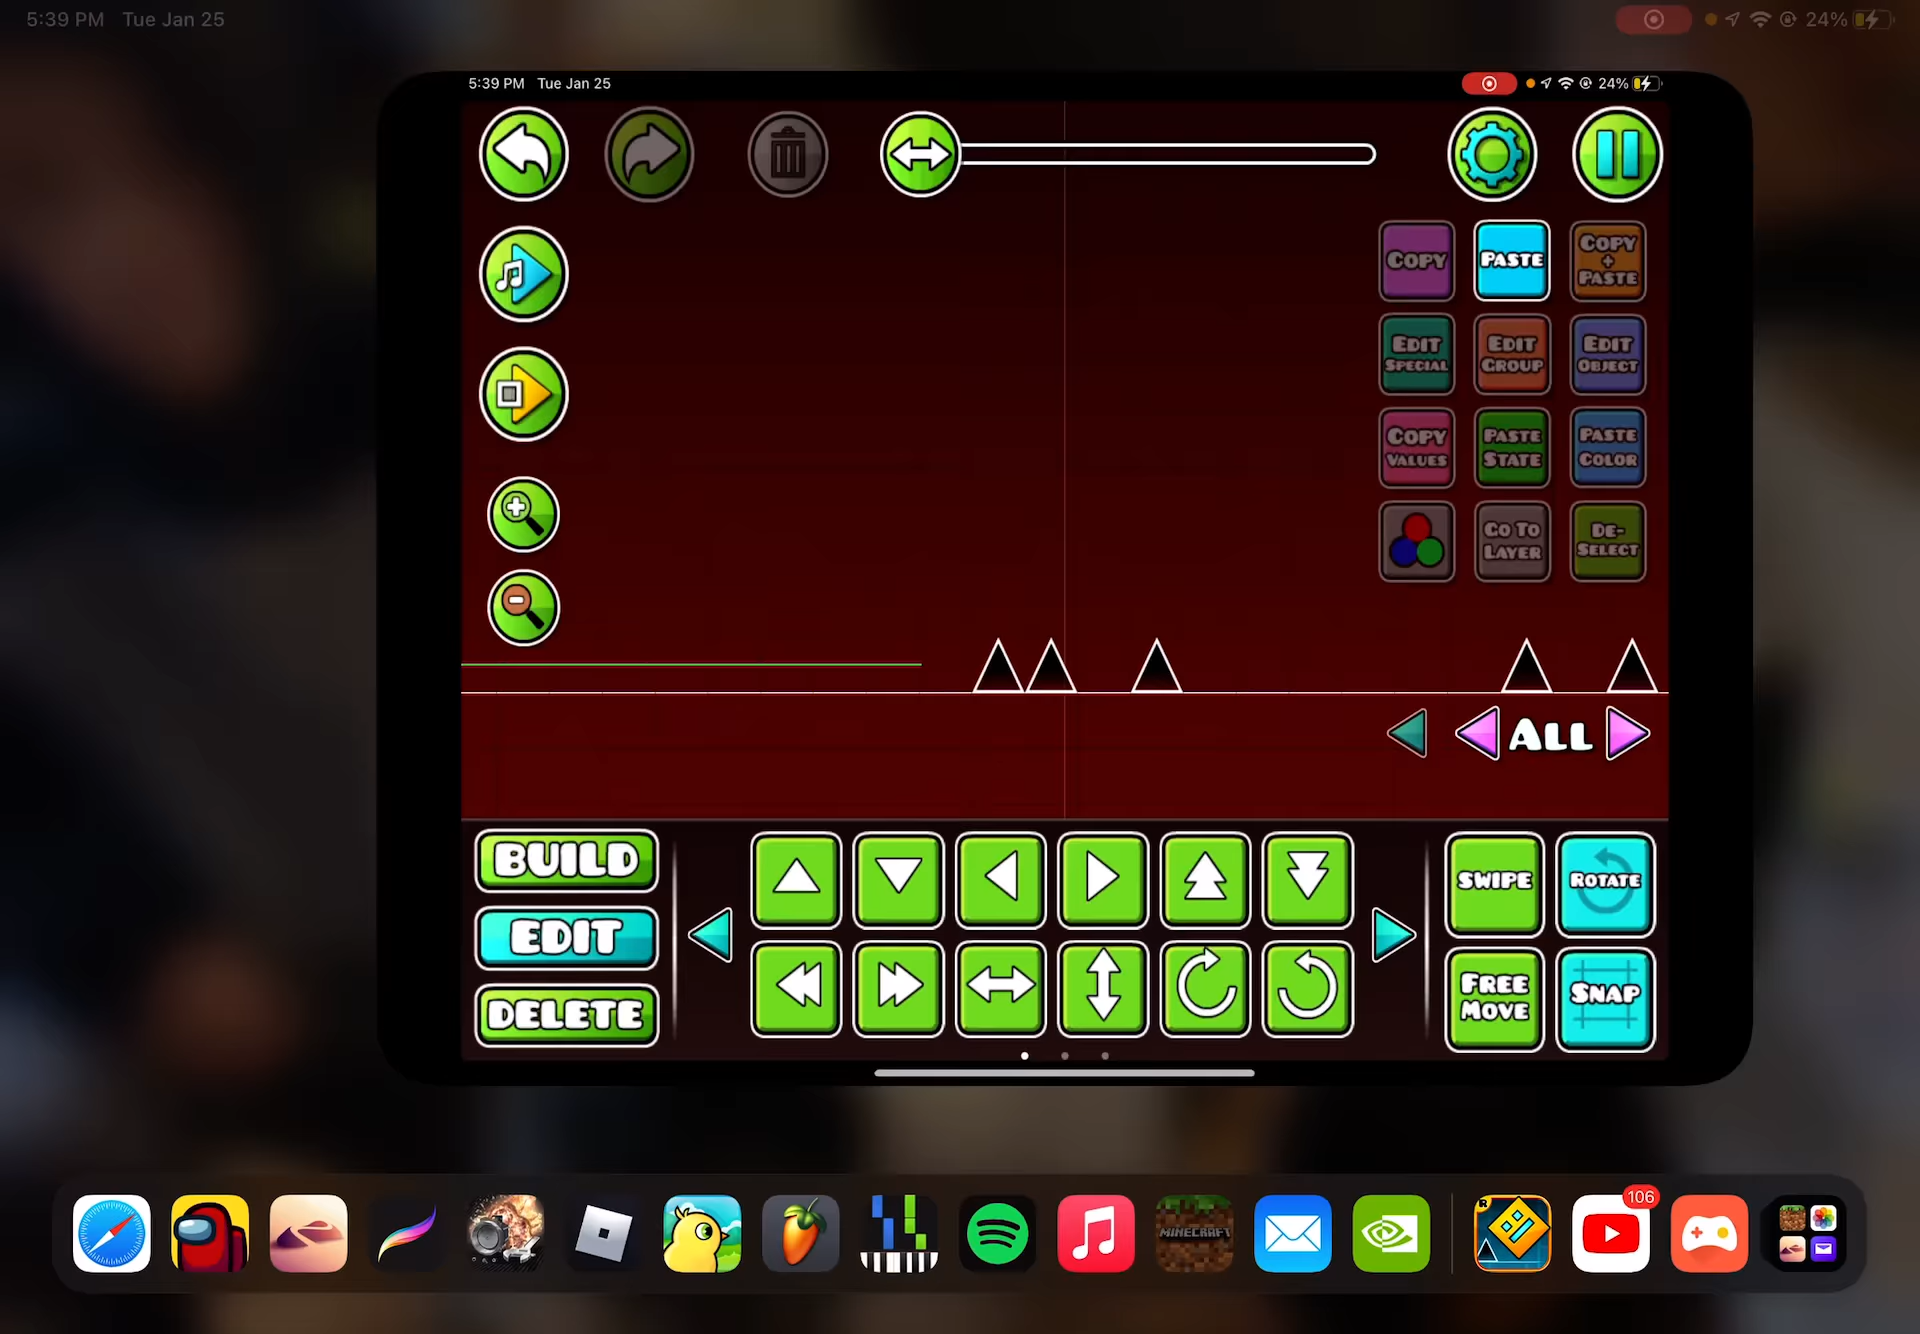 5:39 PM Tue Jan 25
24%
5:39 PM Tue Jan 25
24%
COPY
PASTE
COPY
+
PASTE
EDIT
SPECIAL
EDIT
GROUP
EDIT
OBJECT
COPY
VALUES
PASTE
STATE
PASTE
COLOR
GO TO
LAYER
DE-
SELECT
ALL
BUILD
EDIT
DELETE
SWIPE
ROTATE
FREE
MOVE
SNAP
MINECRAFT
106